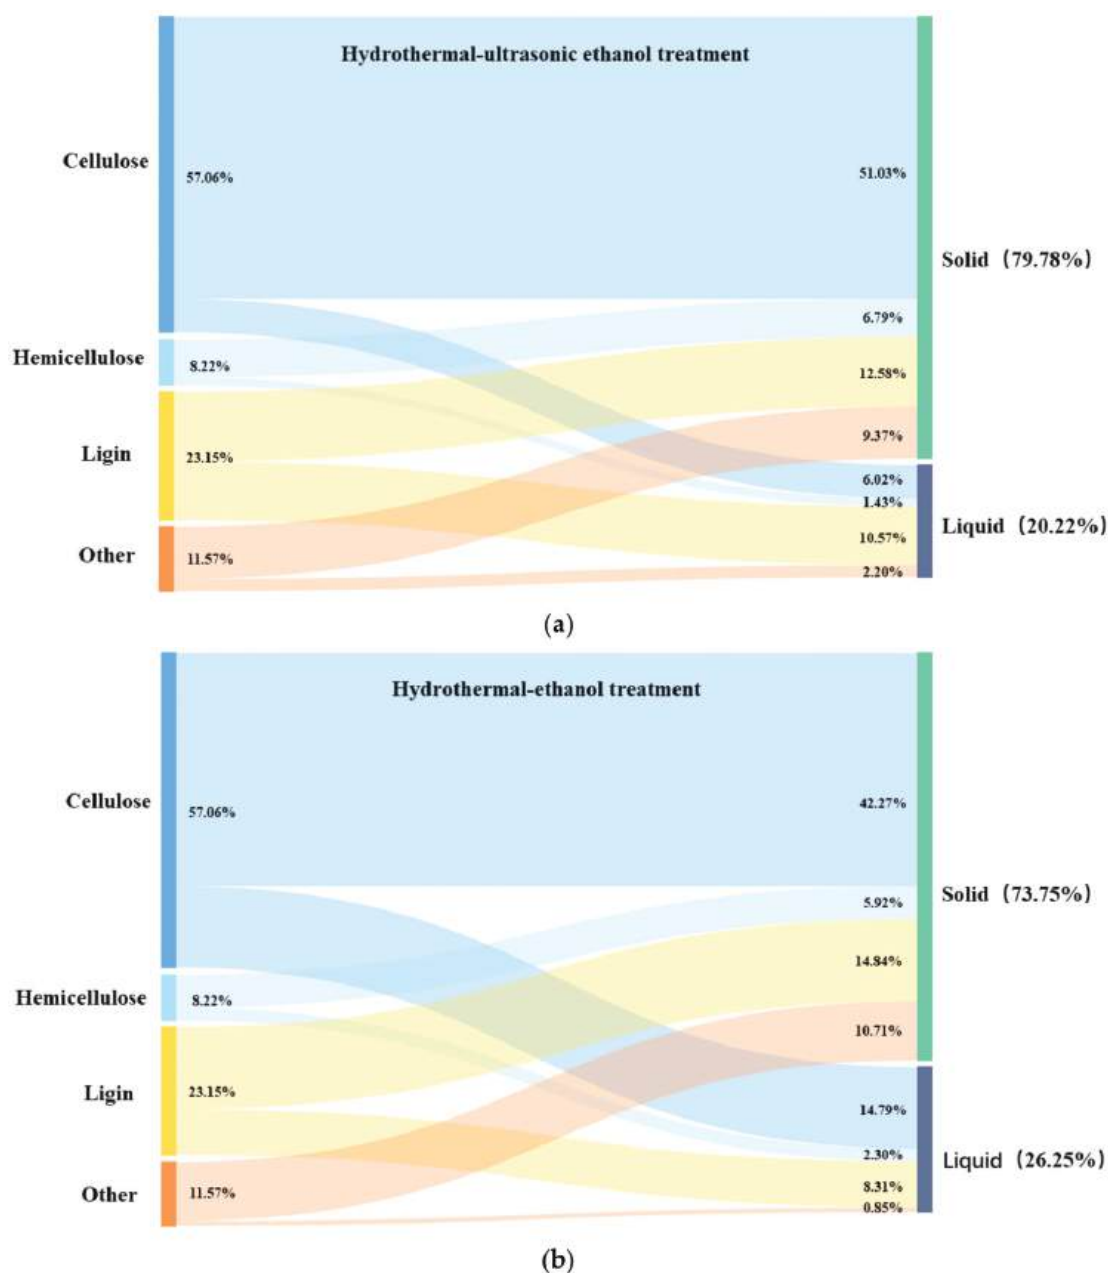 Hydrothermal-ultrasonic ethanol treatment
Cellulose
57.06%
51.03%
Solid (79.78%)
6.79%
Hemicellulose
8.22%
12.58%
Ligin
23.15%
9.37%
6.02%
1.43%
Liquid (20.22%)
10.57%
Other
11.57%
2.20%
(a)
Hydrothermal-ethanol treatment
Cellulose
57.06%
42.27%
Solid (73.75%)
5.92%
14.84%
Hemicellulose
8.22%
10.71%
Ligin
23.15%
14.79%
2.30%
Liquid (26.25%)
8.31%
Other
11.57%
0.85%
(b)